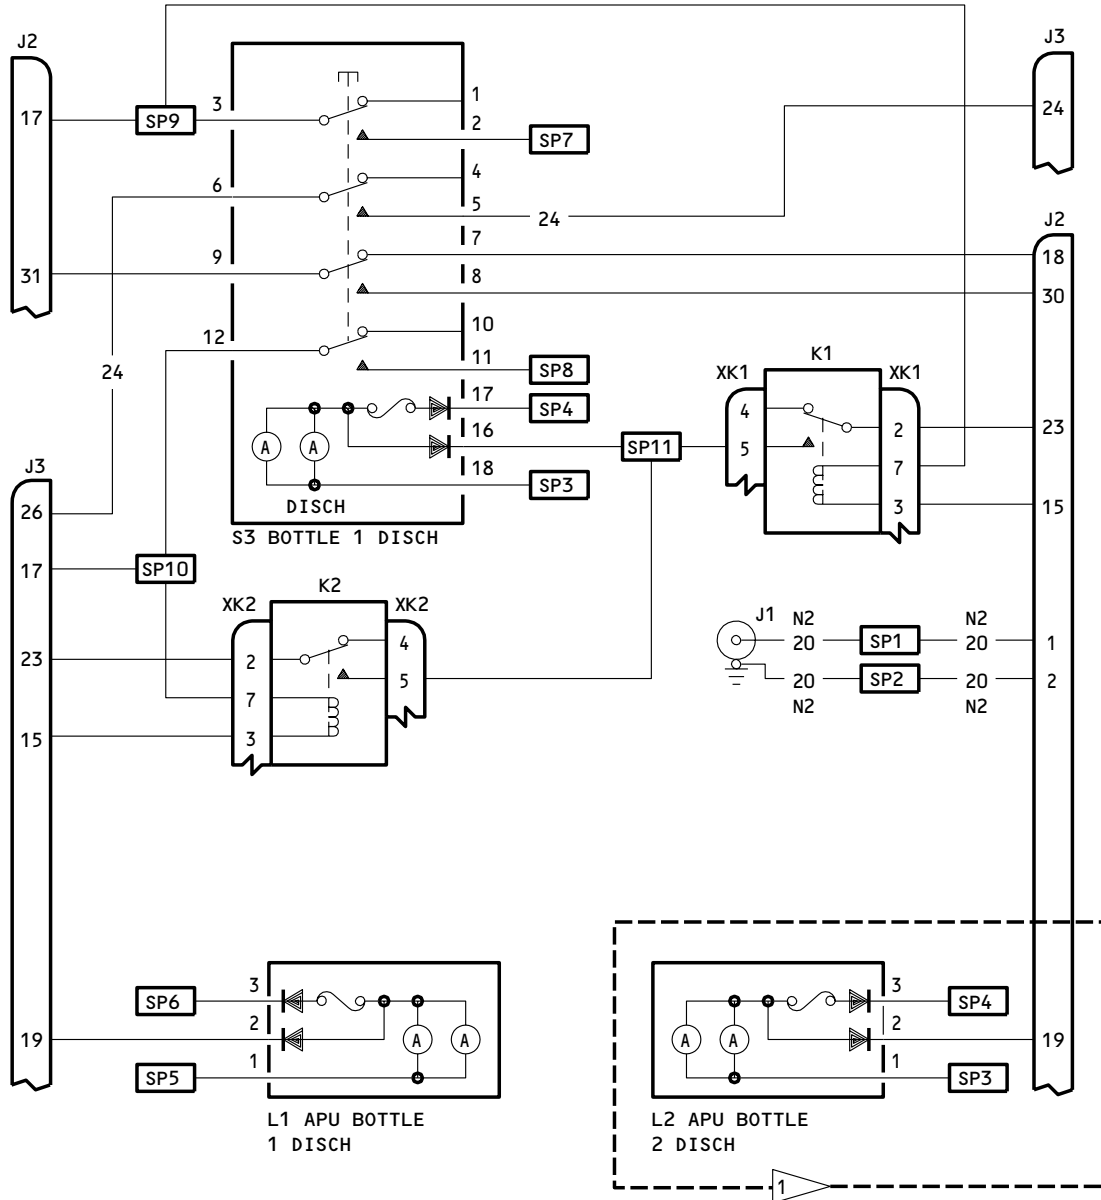 J2
J3
17
SP9
3
1
2
SP7
24
6
4
5
24
J2
9
7
18
31
8
30
12
10
24
11
SP8
K1
XK1
XK1
17
SP4
4
A
A
16
SP11
5
2
23
7
18
SP3
3
15
J3
26
DISCH
S3 BOTTLE 1 DISCH
17
SP10
K2
XK2
XK2
J1
N2
N2
4
20
SP1
20
1
23
2
5
20
SP2
20
2
7
N2
N2
15
3
SP6
3
3
SP4
19
2
A
A
A
A
2
19
SP5
1
1
SP3
L1 APU BOTTLE
1 DISCH
L2 APU BOTTLE
2 DISCH
1